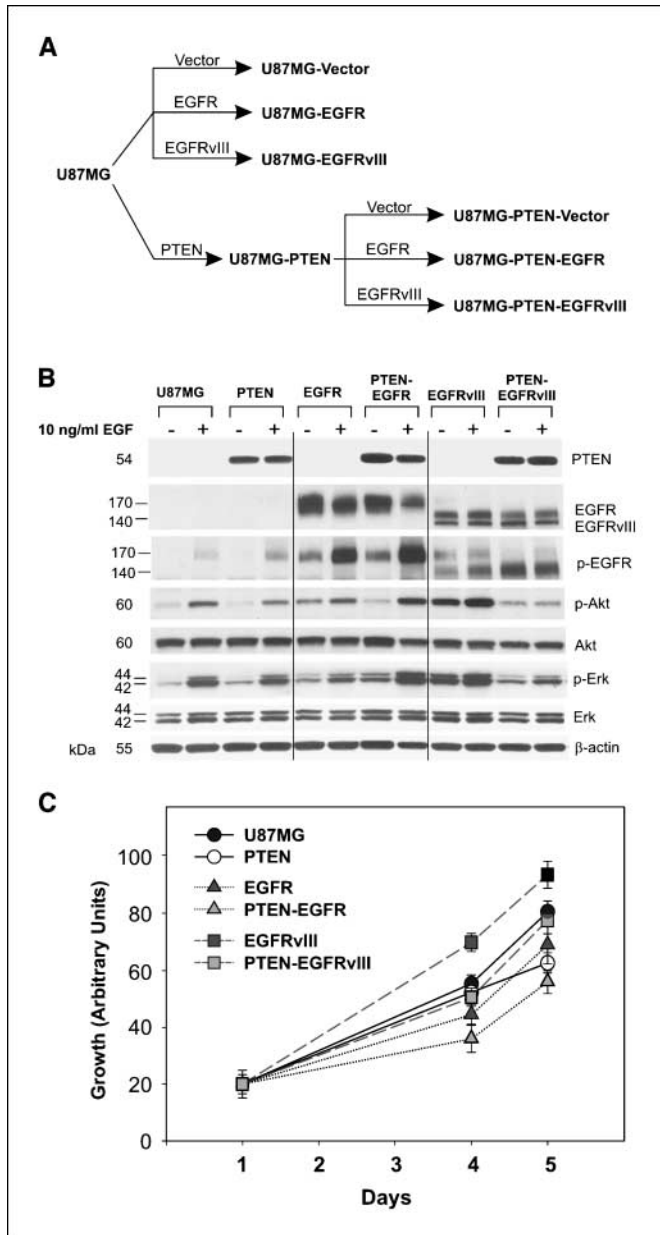 A
Vector
U87MG-Vector
EGFR
U87MG-EGFR
EGFRvIII
U87MG-EGFRvIII
U87MG
PTEN
U87MG-PTEN
Vector
U87MG-PTEN-Vector
EGFR
U87MG-PTEN-EGFR
EGFRvIII
U87MG-PTEN-EGFRvIII
B
U87MG PTEN EGFR PTEN-EGFR EGFRvIII PTEN-EGFRvIII
10 ng/ml EGF - + - + - + - + - + - +
54 PTEN
170 EGFR
140 EGFRvIII
170 p-EGFR
140
60 p-Akt
60 Akt
44 p-Erk
42
44 Erk
42
kDa 55 β-actin
C
U87MG
PTEN
EGFR
PTEN-EGFR
EGFRvIII
PTEN-EGFRvIII
Growth (Arbitrary Units)
100
80
60
40
20
0
1 2 3 4 5
Days